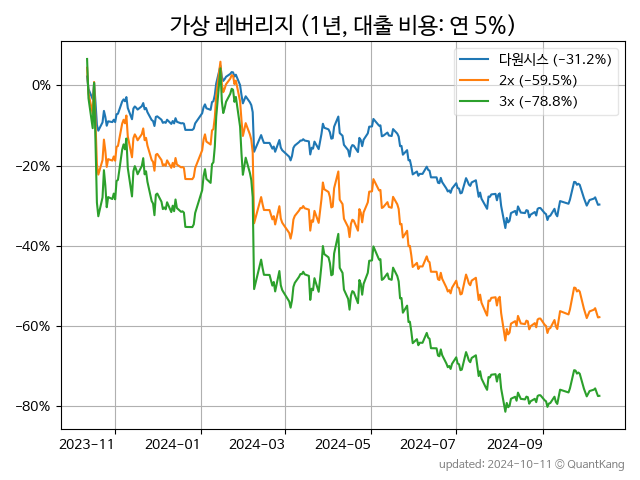 가상 레버리지 (1년, 대출 비용: 연 5%)
다원시스 (−31.2%)
2x (−59.5%)
3x (−78.8%)
0%
−20%
−40%
−60%
−80%
2023-11
2024-01
2024-03
2024-05
2024-07
2024-09
updated: 2024-10-11 © QuantKang